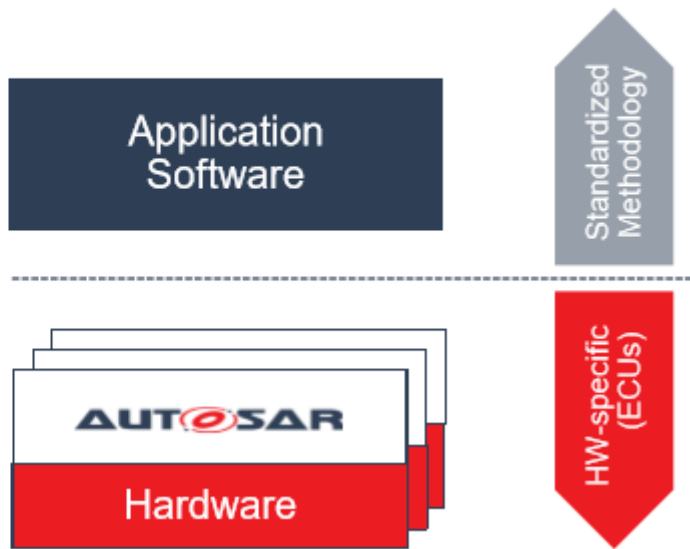 Application
Software
Standardized
Methodology
AUTOSAR
Hardware
HW-specific
(ECUs)